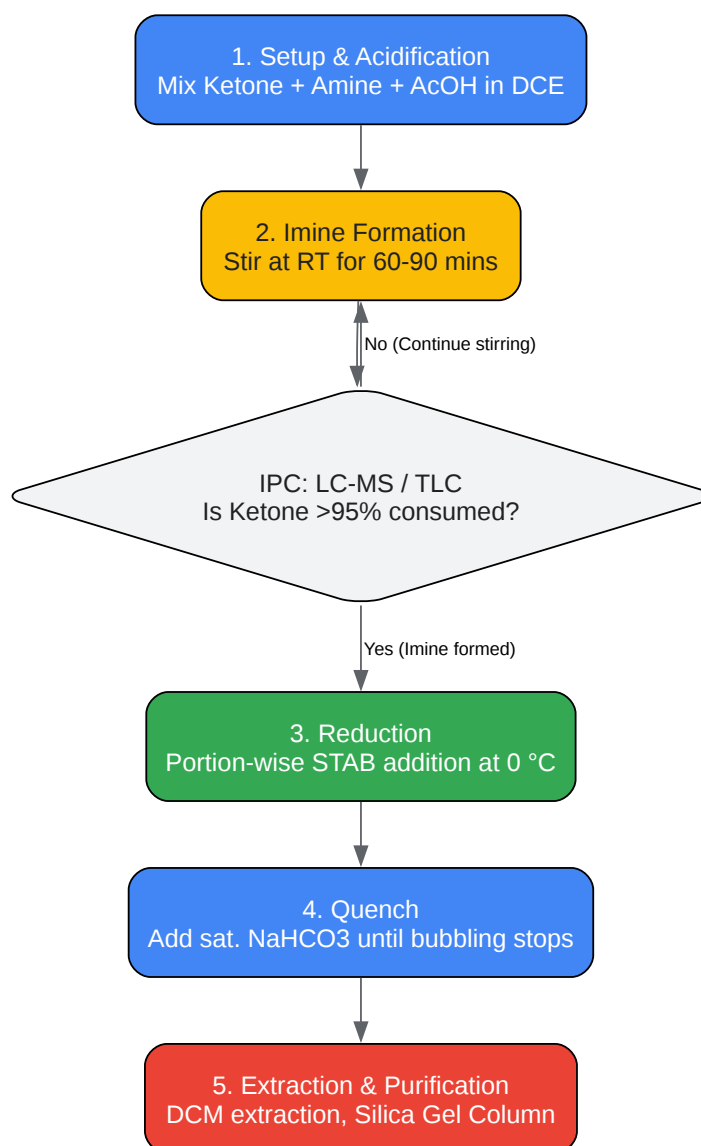 1. Setup & Acidification
Mix Ketone + Amine + AcOH in DCE
2. Imine Formation
Stir at RT for 60-90 mins
No (Continue stirring)
IPC: LC-MS / TLC
Is Ketone >95% consumed?
Yes (Imine formed)
3. Reduction
Portion-wise STAB addition at 0 °C
4. Quench
Add sat. NaHCO3 until bubbling stops
5. Extraction & Purification
DCM extraction, Silica Gel Column